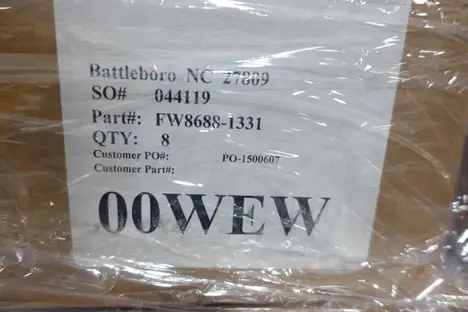 Battleboro NC 27809
SO# 044119
Part#: FW8688-1331
QTY: 8
Customer PO#: PO-1500607
Customer Part#:
00WEW